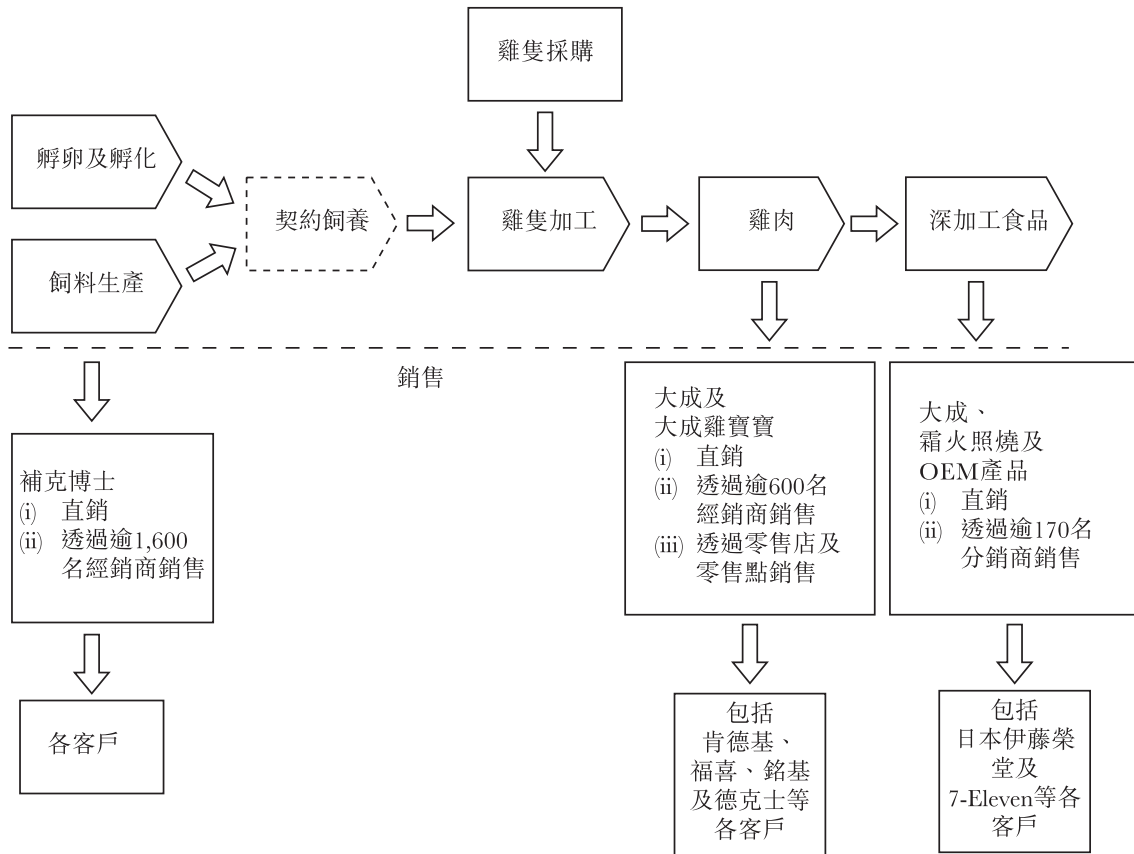 雞隻採購
孵卵及孵化
飼料生產
契約飼養
雞隻加工
雞肉
深加工食品
銷售
補克博士
(i) 直銷
(ii) 透過逾1,600
名經銷商銷售
各客戶
大成及
大成雞寶寶
(i) 直銷
(ii) 透過逾600名
經銷商銷售
(iii) 透過零售店及
零售點銷售
包括
肯德基、
福喜、銘基
及德克士等
各客戶
大成、
霜火照燒及
OEM產品
(i) 直銷
(ii) 透過逾170名
分銷商銷售
包括
日本伊藤榮
堂及
7-Eleven等各
客戶